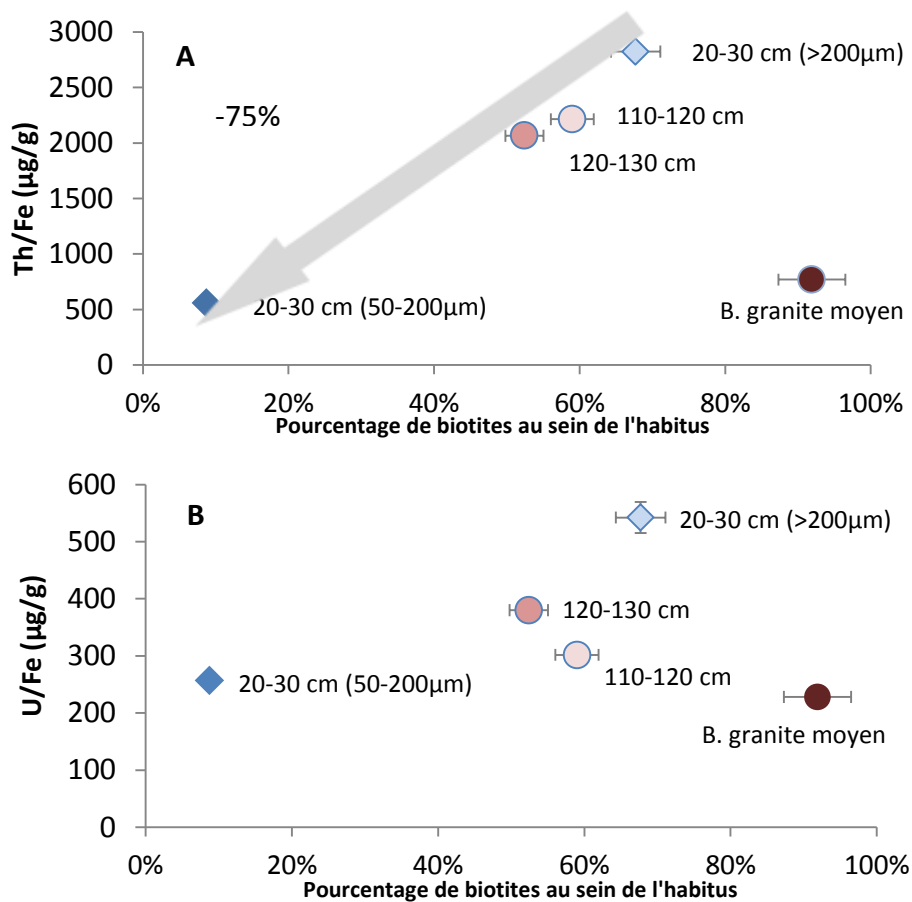 3000
A
20-30 cm (>200µm)
2500
-75%
110-120 cm
2000
120-130 cm
1500
1000
500
20-30 cm (50-200µm)
B. granite moyen
0
Th/Fe (µg/g)
0% 20% 40% 60% 80% 100%
Pourcentage de biotites au sein de l'habitus
600
B
20-30 cm (>200µm)
500
400
120-130 cm
300
110-120 cm
20-30 cm (50-200µm)
200
B. granite moyen
100
0
U/Fe (µg/g)
0% 20% 40% 60% 80% 100%
Pourcentage de biotites au sein de l'habitus